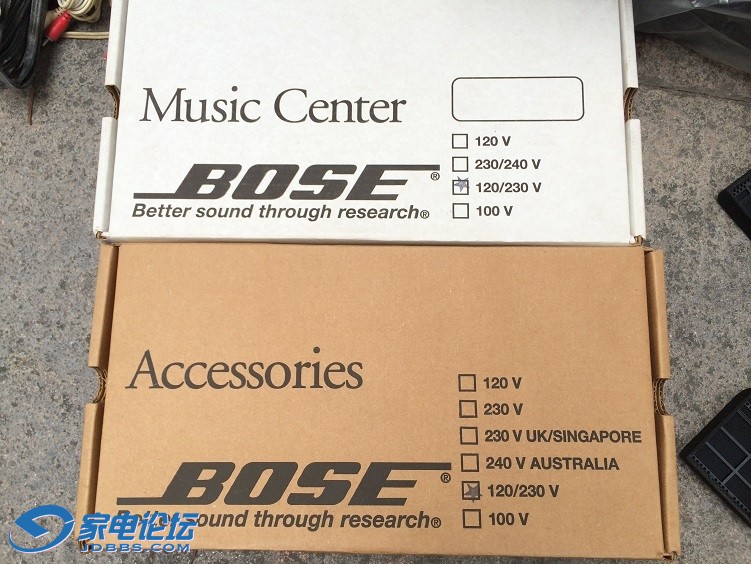 Music Center
120 V
230/240 V
120/230 V
100 V
BOSE®
Better sound through research®
Accessories
120 V
230 V
230 V UK/SINGAPORE
240 V AUSTRALIA
120/230 V
100 V
BOSE®
Better sound through research®
家电论坛
JDBBS.COM